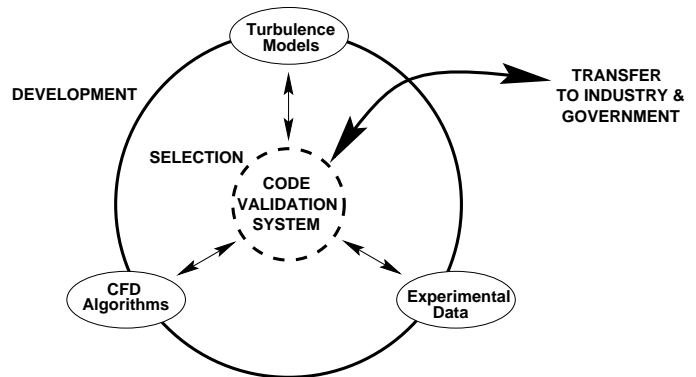 Turbulence
Models
DEVELOPMENT
TRANSFER
TO INDUSTRY &
GOVERNMENT
SELECTION
CODE
VALIDATION
SYSTEM
CFD
Algorithms
Experimental
Data